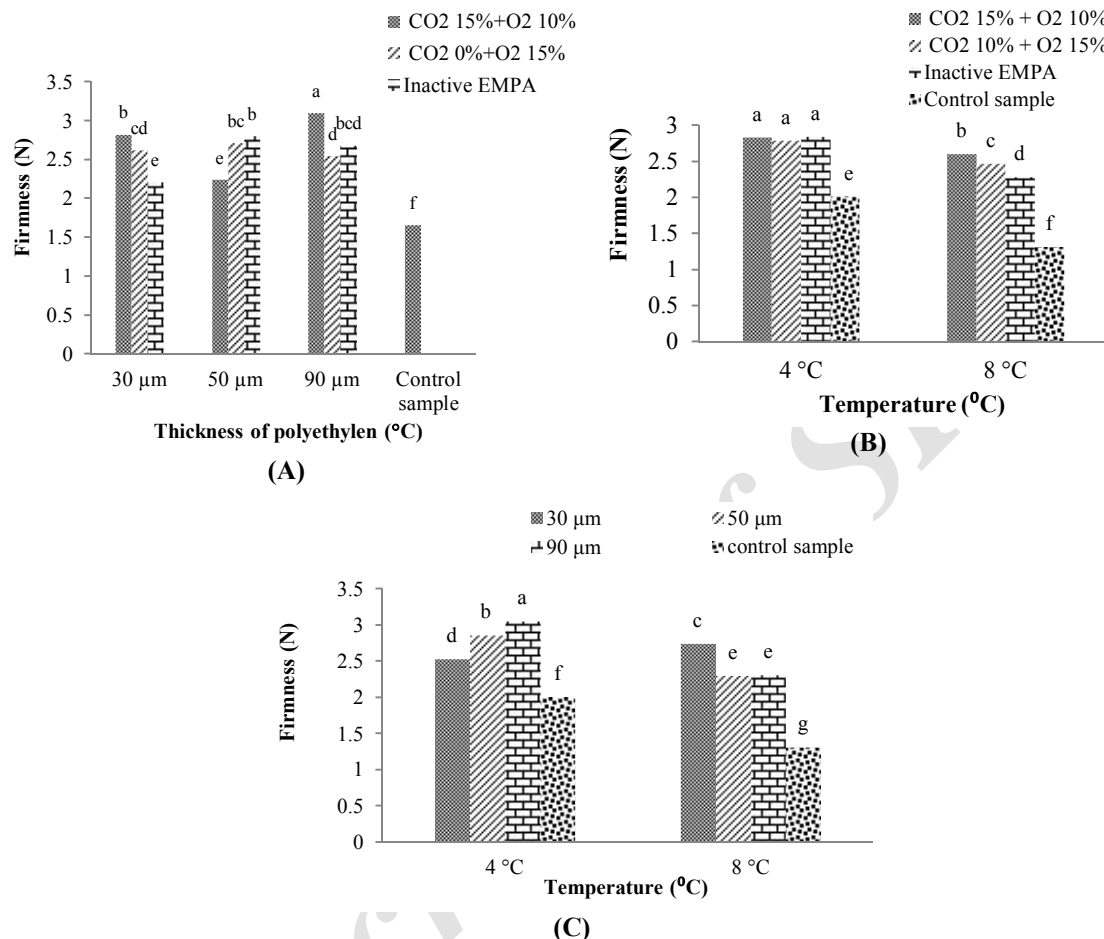 CO2 15%+O2 10%
CO2 0%+O2 15%
Inactive EMPA
Firmness (N)
3.5
3
2.5
2
1.5
1
0.5
0
b
cd
e
e
bc
b
a
d
bcd
f
30 µm
50 µm
90 µm
Control
sample
Thickness of polyethylen (°C)
(A)
CO2 15% + O2 10%
CO2 10% + O2 15%
Inactive EMPA
Control sample
Firmness (N)
3
2.5
2
1.5
1
0.5
0
a
a
a
e
b
c
d
f
4 °C
8 °C
Temperature (⁰C)
(B)
30 µm
50 µm
90 µm
control sample
Firmness (N)
3.5
3
2.5
2
1.5
1
0.5
0
d
b
a
f
c
e
e
g
4 °C
8 °C
Temperature (⁰C)
(C)